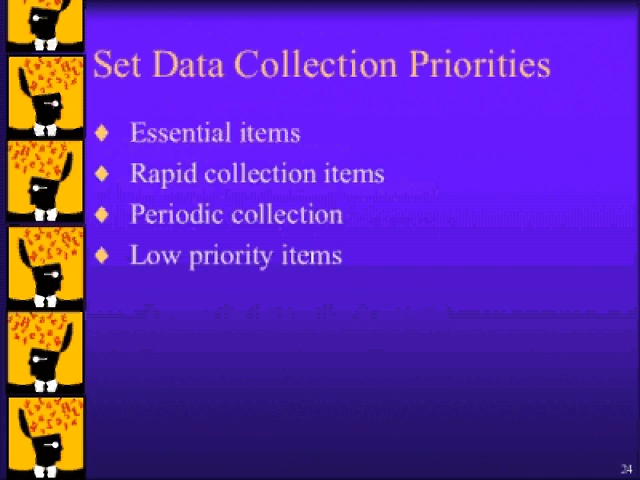 Set Data Collection Priorities
Essential items
Rapid collection items
Periodic collection
Low priority items
24